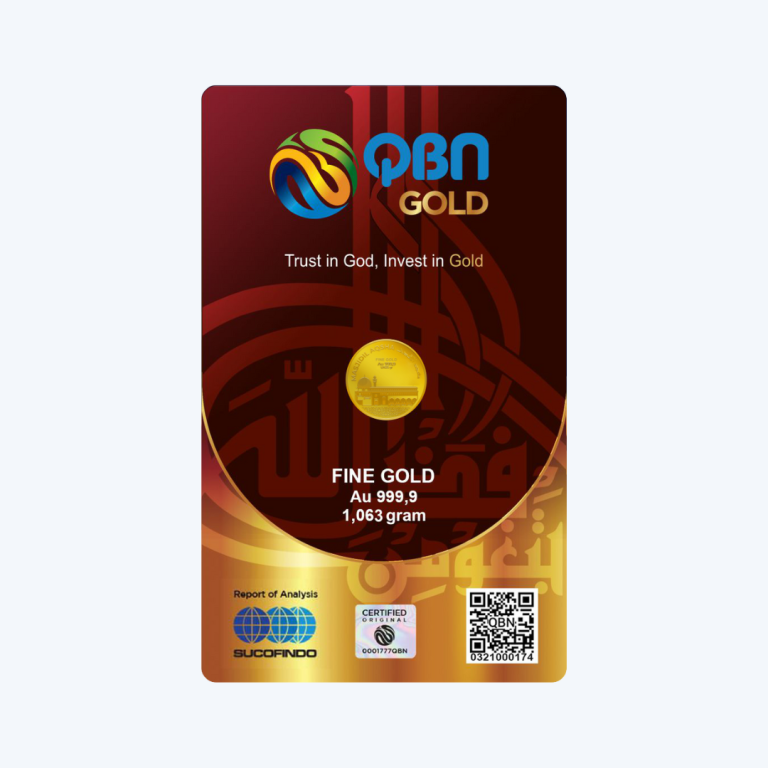 QBN
GOLD
Trust in God, Invest in Gold
FINE GOLD
Au 999,9
1,063 gram
Report of Analysis
SUCOFINDO
CERTIFIED
ORIGINAL
0001777QBN
QBN
0321000174